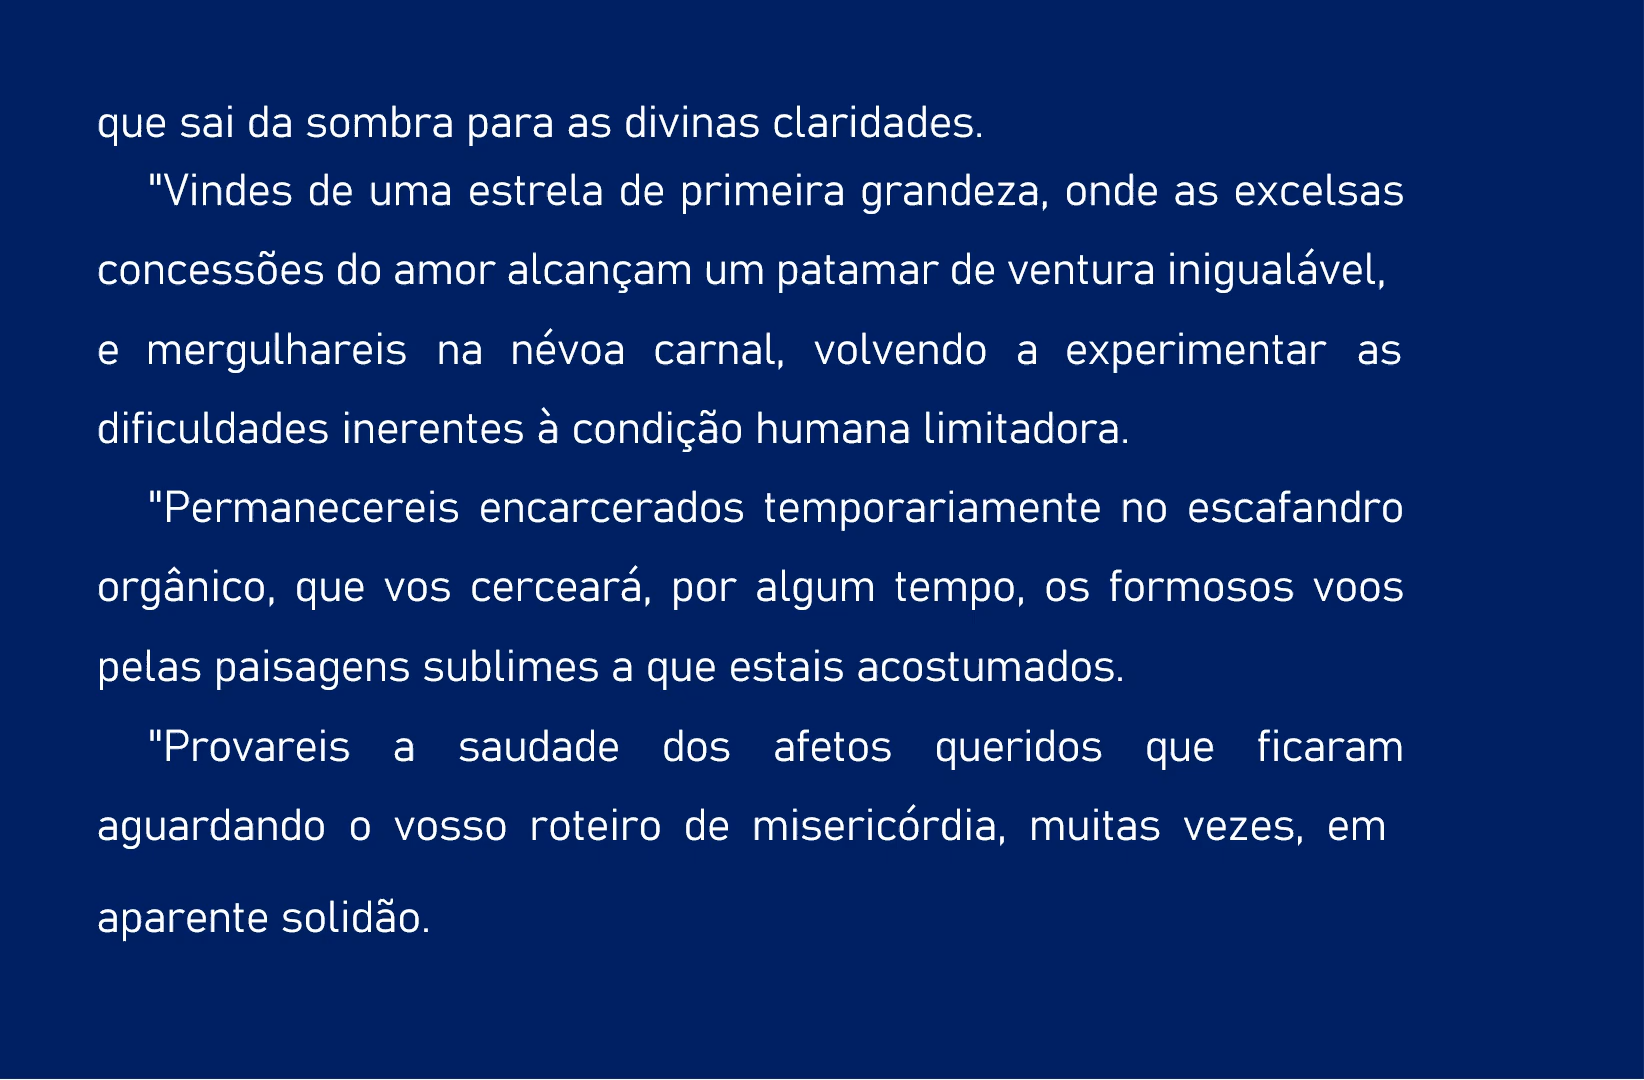 que sai da sombra para as divinas claridades.
"Vindes de uma estrela de primeira grandeza, onde as excelsas
concessões do amor alcançam um patamar de ventura inigualável,
e mergulhareis na névoa carnal, volvendo a experimentar as
dificuldades inerentes à condição humana limitadora.
"Permanecereis encarcerados temporariamente no escafandro
orgânico, que vos cerceará, por algum tempo, os formosos voos
pelas paisagens sublimes a que estais acostumados.
"Provareis a saudade dos afetos queridos que ficaram
aguardando o vosso roteiro de misericórdia, muitas vezes, em
aparente solidão.